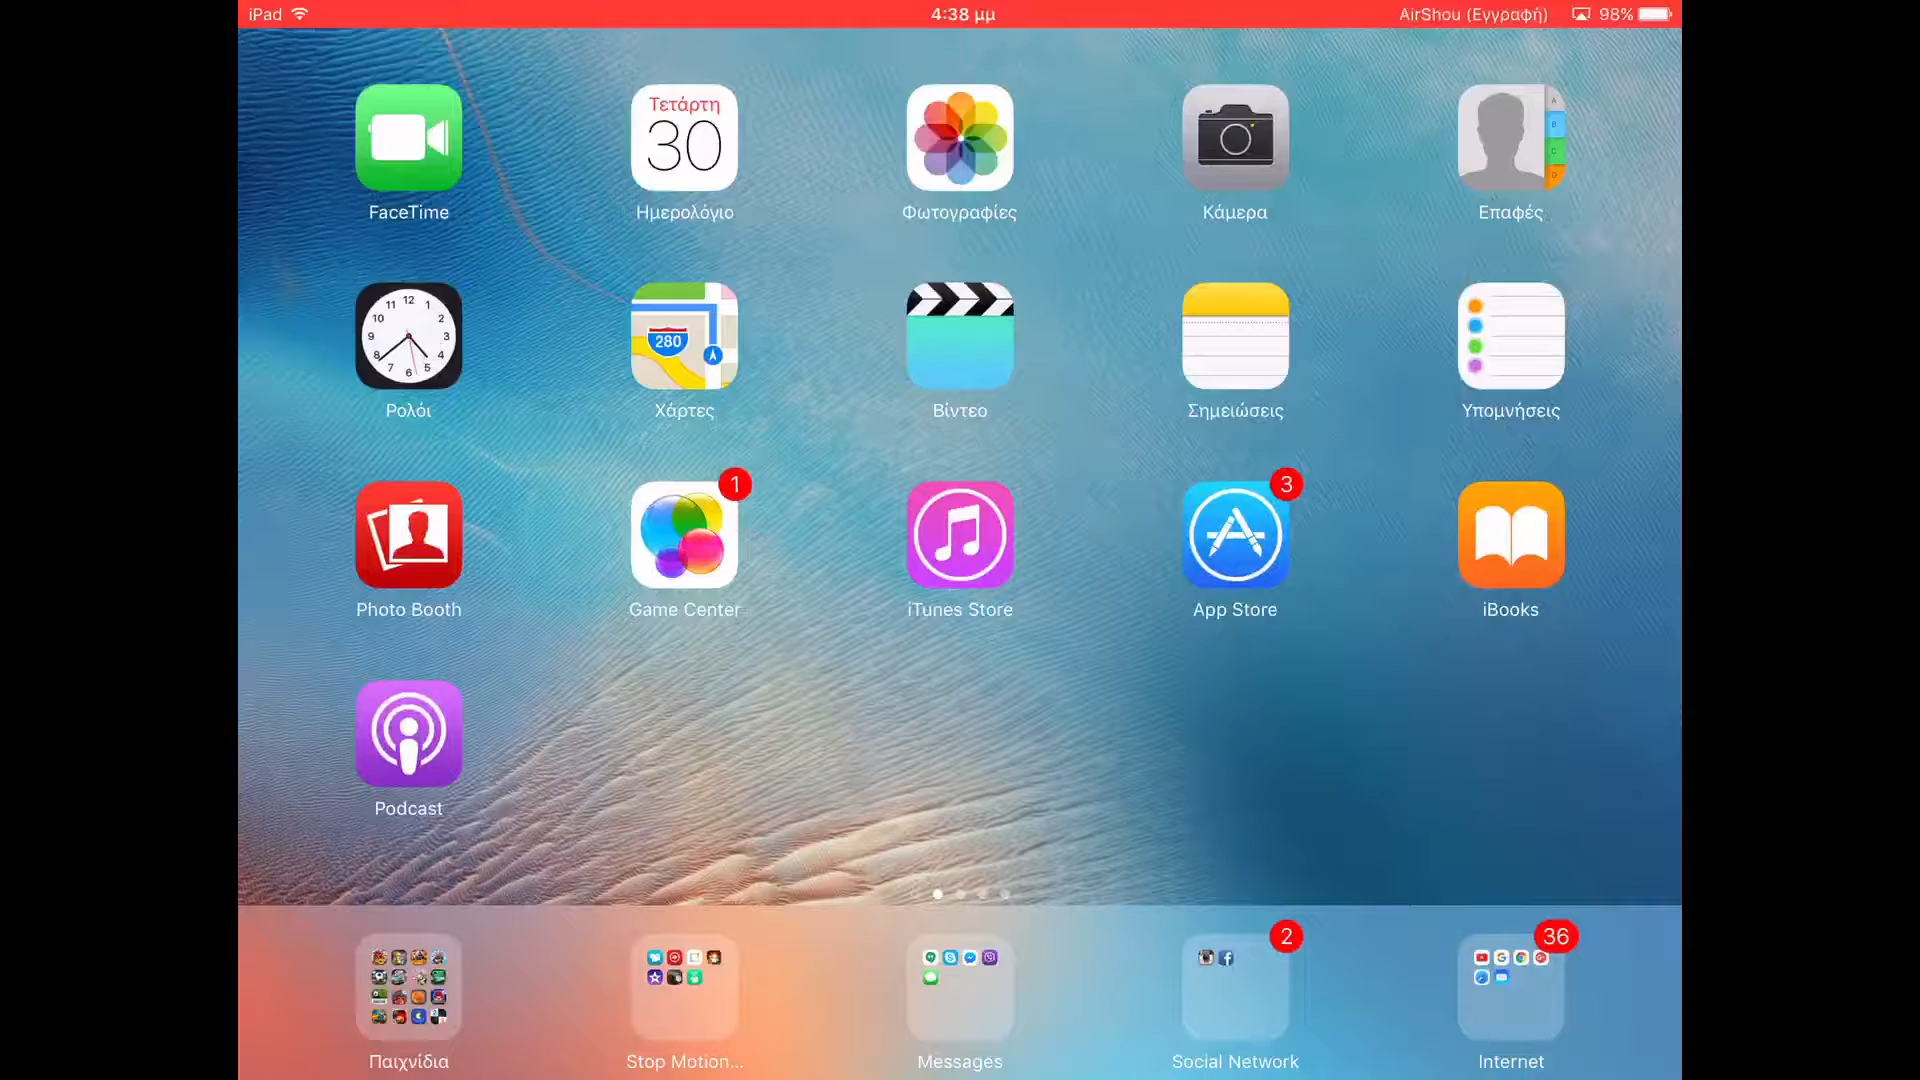 iPad 4:38 μμ AirShou (Εγγραφή) 98%
Τετάρτη
30
FaceTime Ημερολόγιο Φωτογραφίες Κάμερα Επαφές
280
Ρολόι Χάρτες Βίντεο Σημειώσεις Υπομνήσεις
1 3
Photo Booth Game Center iTunes Store App Store iBooks
Podcast
2 36
Παιχνίδια Stop Motion... Messages Social Network Internet